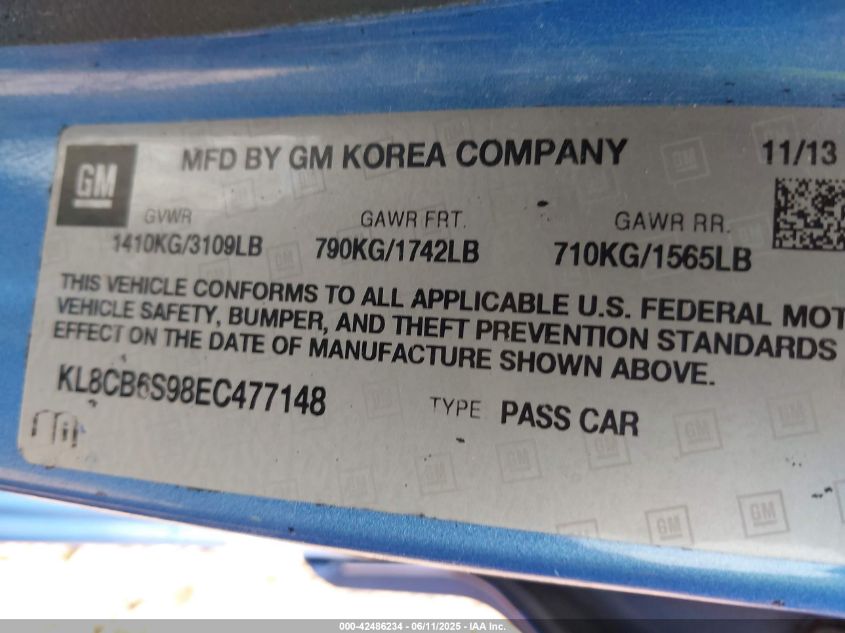 GM
MFD BY GM KOREA COMPANY
11/13
GVWR
GAWR FRT.
GAWR RR.
1410KG/3109LB
790KG/1742LB
710KG/1565LB
THIS VEHICLE CONFORMS TO ALL APPLICABLE U.S. FEDERAL MOT
VEHICLE SAFETY, BUMPER, AND THEFT PREVENTION STANDARDS
EFFECT ON THE DATE OF MANUFACTURE SHOWN ABOVE.
KL8CB6S98EC477148
TYPE PASS CAR
GM
GM
000-42486234 - 06/11/2025 - IAA Inc.